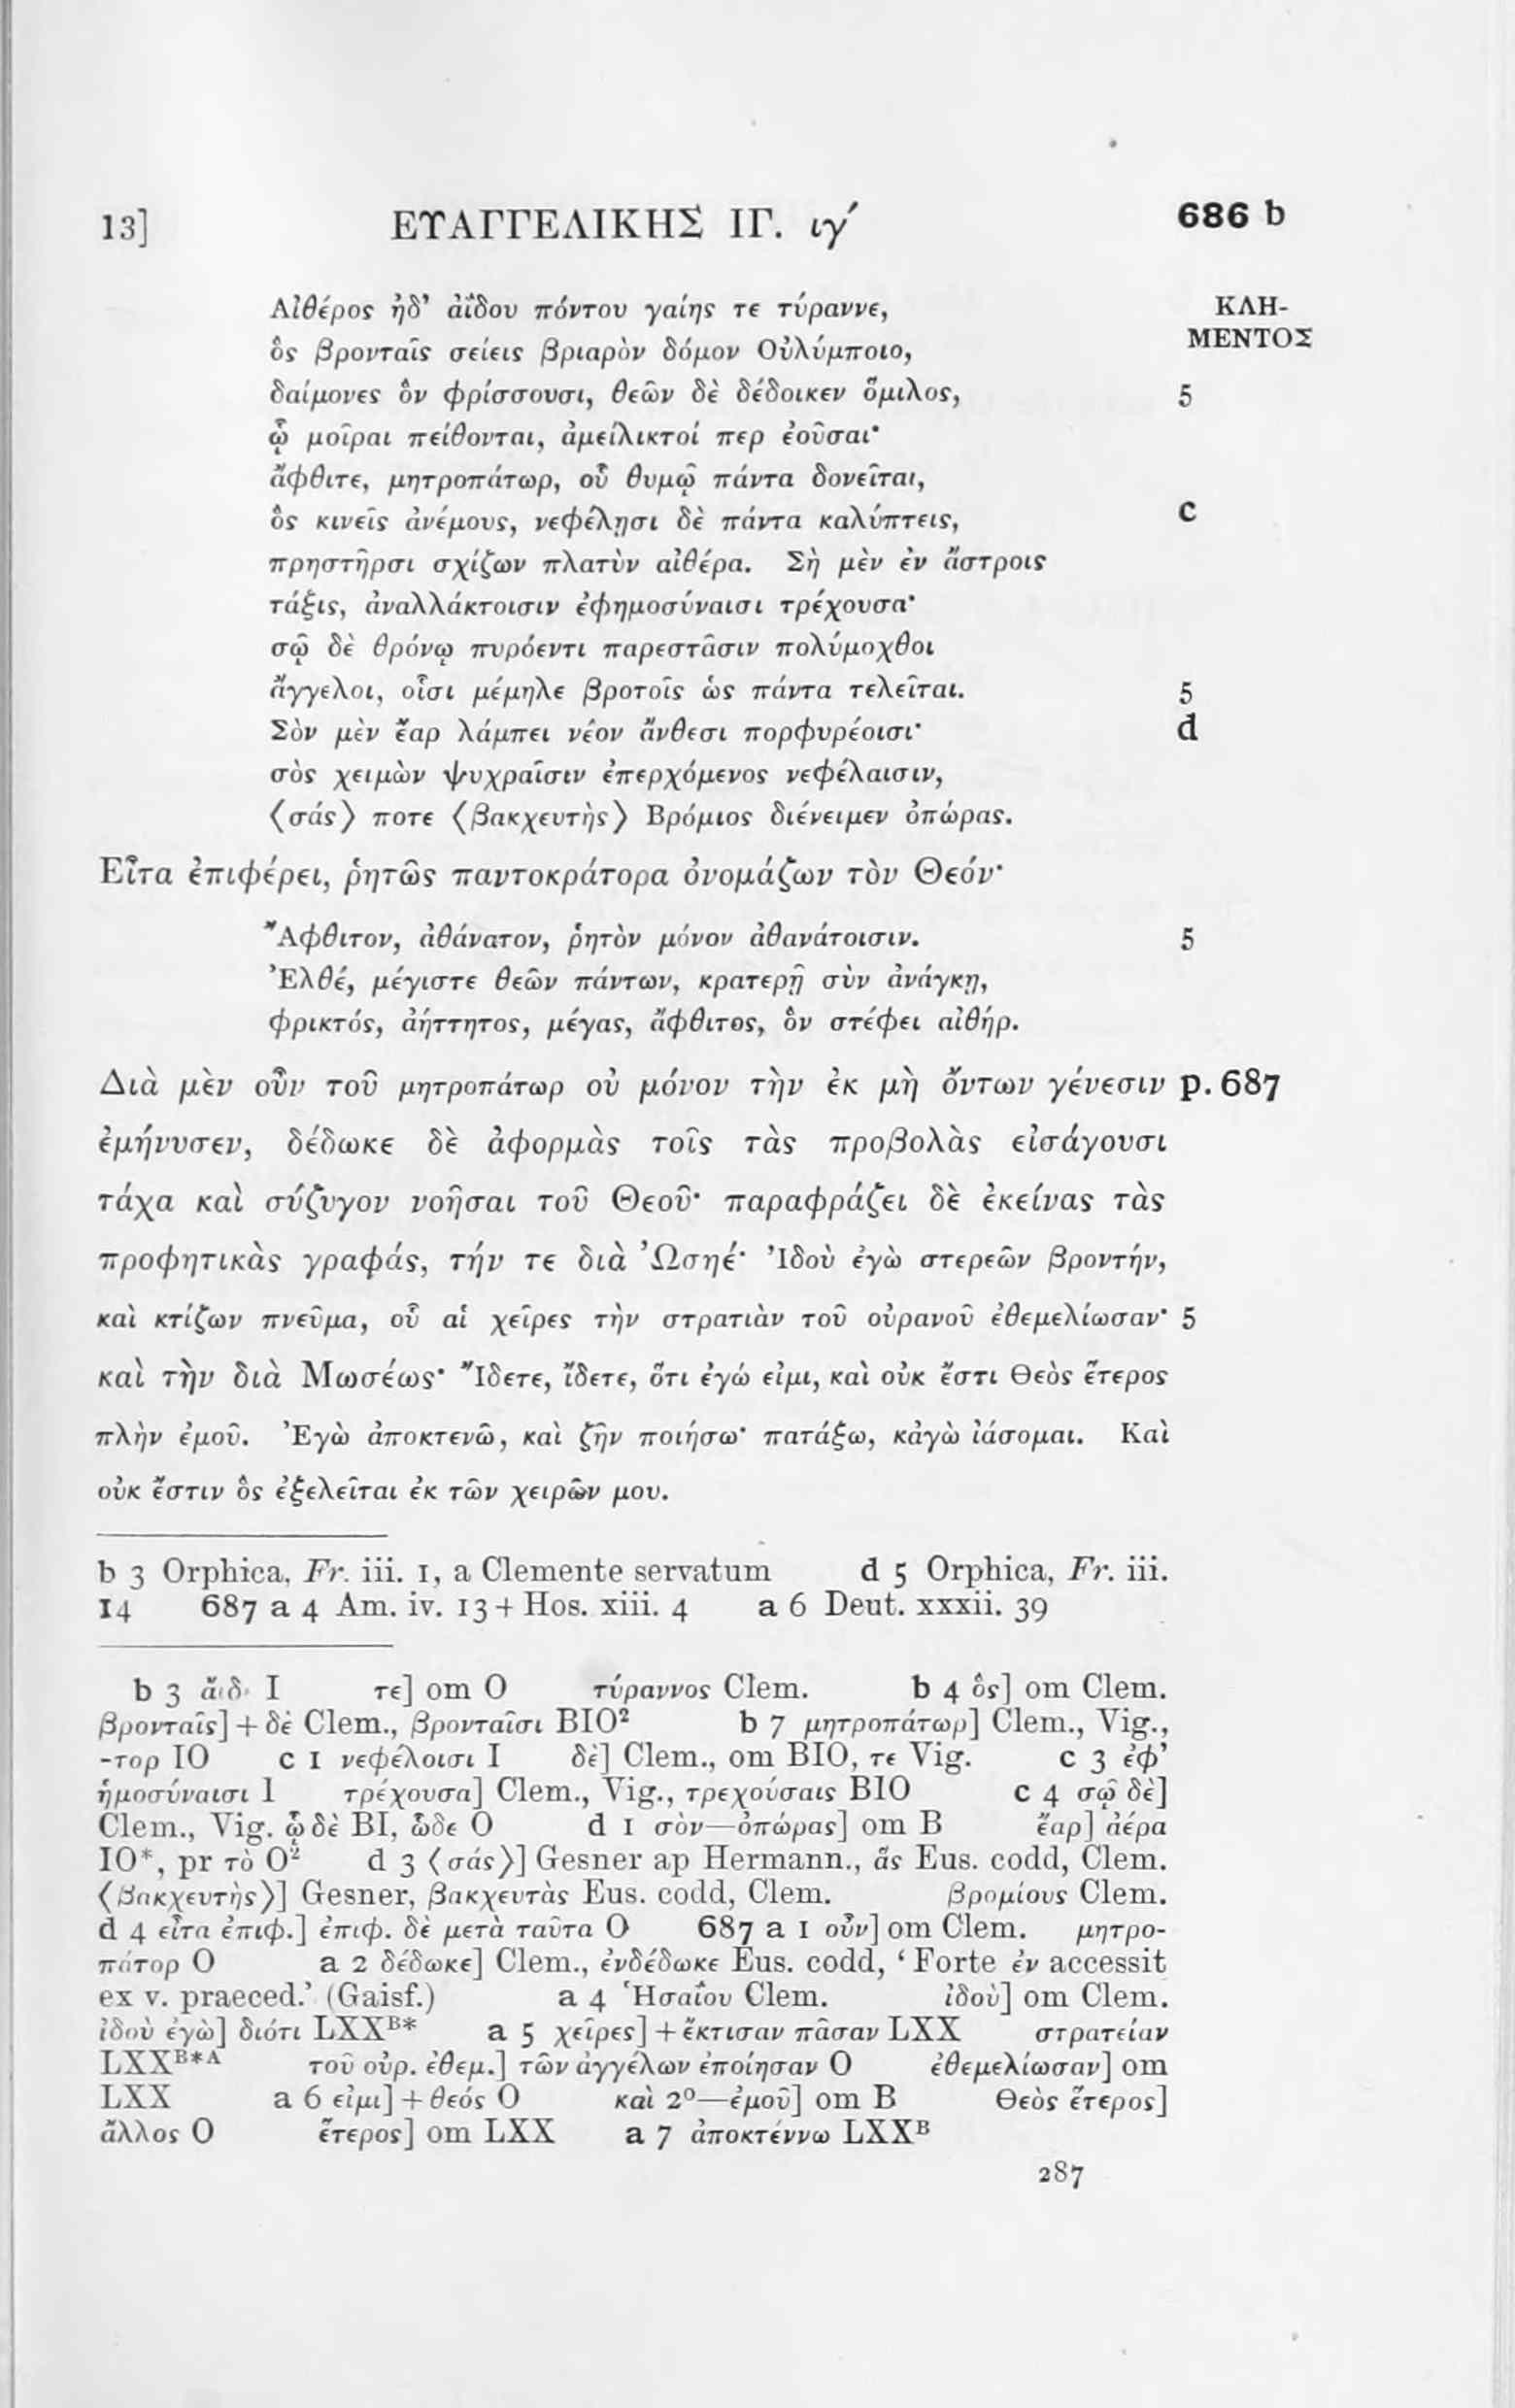 13] ΕΥΑΓΓΕΛΙΚΗΣ ΙΓ. ιγ′ 686 b
Αἰθέρος ἠδ’ ἀΐδου πόντου γαίης τε τύραννε, ΚΛΗ-
ὃς βρονταῖς σείεις βριαρὸν δόμον Οὐλύμποιο, ΜΕΝΤΟΣ
δαίμονες ὃν φρίσσουσι, θεῶν δὲ δέδοικεν ὅμιλος, 5
ᾧ μοῖραι πείθονται, ἀμείλικτοί περ ἐοῦσαι·
ἄφθιτε, μητροπάτωρ, οὗ θυμῷ πάντα δονεῖται,
ὃς κινεῖς ἀνέμους, νεφέλῃσι δὲ πάντα καλύπτεις, c
πρηστῆρσι σχίζων πλατὺν αἰθέρα. Σὴ μὲν ἐν ἄστροις
τάξις, ἀναλλάκτοισιν ἐφημοσύναισι τρέχουσα·
σῷ δὲ θρόνῳ πυρόεντι παρεστᾶσιν πολύμοχθοι
ἄγγελοι, οἷσι μέμηλε βροτοῖς ὡς πάντα τελεῖται. 5
Σὸν μὲν ἔαρ λάμπει νέον ἄνθεσι πορφυρέοισι· d
σὸς χειμὼν ψυχραῖσιν ἐπερχόμενος νεφέλαισιν,
⟨σάς⟩ ποτε ⟨βακχευτὴς⟩ Βρόμιος διένειμεν ὀπώρας.
Εἶτα ἐπιφέρει, ῥητῶς παντοκράτορα ὀνομάζων τὸν Θεόν·
Ἄφθιτον, ἀθάνατον, ῥητὸν μόνον ἀθανάτοισιν. 5
Ἐλθέ, μέγιστε θεῶν πάντων, κρατερῇ σὺν ἀνάγκῃ,
φρικτός, ἀήττητος, μέγας, ἄφθιτος, ὃν στέφει αἰθήρ.
Διὰ μὲν οὖν τοῦ μητροπάτωρ οὐ μόνον τὴν ἐκ μὴ ὄντων γένεσιν p. 687
ἐμήνυσεν, δέδωκε δὲ ἀφορμὰς τοῖς τὰς προβολὰς εἰσάγουσι
τάχα καὶ σύζυγον νοῆσαι τοῦ Θεοῦ· παραφράζει δὲ ἐκείνας τὰς
προφητικὰς γραφάς, τήν τε διὰ Ὠσηέ· Ἰδοὺ ἐγὼ στερεῶν βροντήν,
καὶ κτίζων πνεῦμα, οὗ αἱ χεῖρες τὴν στρατιὰν τοῦ οὐρανοῦ ἐθεμελίωσαν· 5
καὶ τὴν διὰ Μωσέως· Ἴδετε, ἴδετε, ὅτι ἐγώ εἰμι, καὶ οὐκ ἔστι Θεὸς ἕτερος
πλὴν ἐμοῦ. Ἐγὼ ἀποκτενῶ, καὶ ζῆν ποιήσω· πατάξω, κἀγὼ ἰάσομαι. Καὶ
οὐκ ἔστιν ὃς ἐξελεῖται ἐκ τῶν χειρῶν μου.
b 3 Orphica, Fr. iii. 1, a Clemente servatum d 5 Orphica, Fr. iii.
14 687 a 4 Am. iv. 13 + Hos. xiii. 4 a 6 Deut. xxxii. 39
b 3 ἄιδ· I τε] om O τύραννος Clem. b 4 ὃς] om Clem.
βρονταῖς] + δὲ Clem., βρονταῖσι BIO² b 7 μητροπάτωρ] Clem., Vig.,
-τορ IO c 1 νεφέλοισι I δὲ] Clem., om BIO, τε Vig. c 3 ἐφ’
ἡμοσύναισι I τρέχουσα] Clem., Vig., τρεχούσαις BIO c 4 σῷ δὲ]
Clem., Vig. ᾧ δὲ BI, ὧδε O d 1 σὸν—ὀπώρας] om B ἔαρ] ἀέρα
IO*, pr τὸ O² d 3 ⟨σάς⟩] Gesner ap Hermann., ἃς Eus. codd, Clem.
⟨βακχευτὴς⟩] Gesner, βακχευτὰς Eus. codd, Clem. βρομίους Clem.
d 4 εἶτα ἐπιφ.] ἐπιφ. δὲ μετὰ ταῦτα O 687 a 1 οὖν] om Clem. μητρο-
πάτορ O a 2 δέδωκε] Clem., ἐνδέδωκε Eus. codd, ‘Forte ἐν accessit
ex v. praeced.’ (Gaisf.) a 4 Ἡσαΐου Clem. ἰδοὺ] om Clem.
ἰδοὺ ἐγὼ] διότι LXXᴮ* a 5 χεῖρες] + ἔκτισαν πᾶσαν LXX στρατείαν
LXXᴮ*ᴬ τοῦ οὐρ. ἐθεμ.] τῶν ἀγγέλων ἐποίησαν O ἐθεμελίωσαν] om
LXX a 6 εἰμι] + θεός O καὶ 2⁰—ἐμοῦ] om B Θεὸς ἕτερος]
ἄλλος O ἕτερος] om LXX a 7 ἀποκτέννω LXXᴮ
287